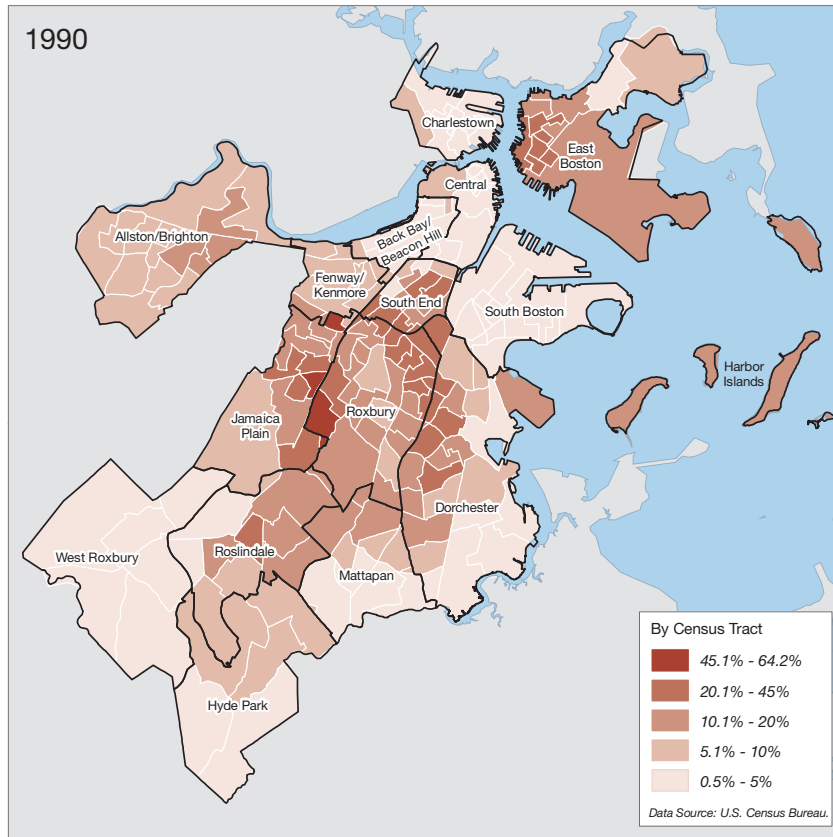 1990
Charlestown
East
Boston
Central
Allston/Brighton
Back Bay/
Beacon Hill
Fenway/
Kenmore
South End
South Boston
Harbor
Islands
Jamaica
Plain
Roxbury
Dorchester
West Roxbury
Roslindale
Mattapan
Hyde Park
By Census Tract
45.1% - 64.2%
20.1% - 45%
10.1% - 20%
5.1% - 10%
0.5% - 5%
Data Source: U.S. Census Bureau.